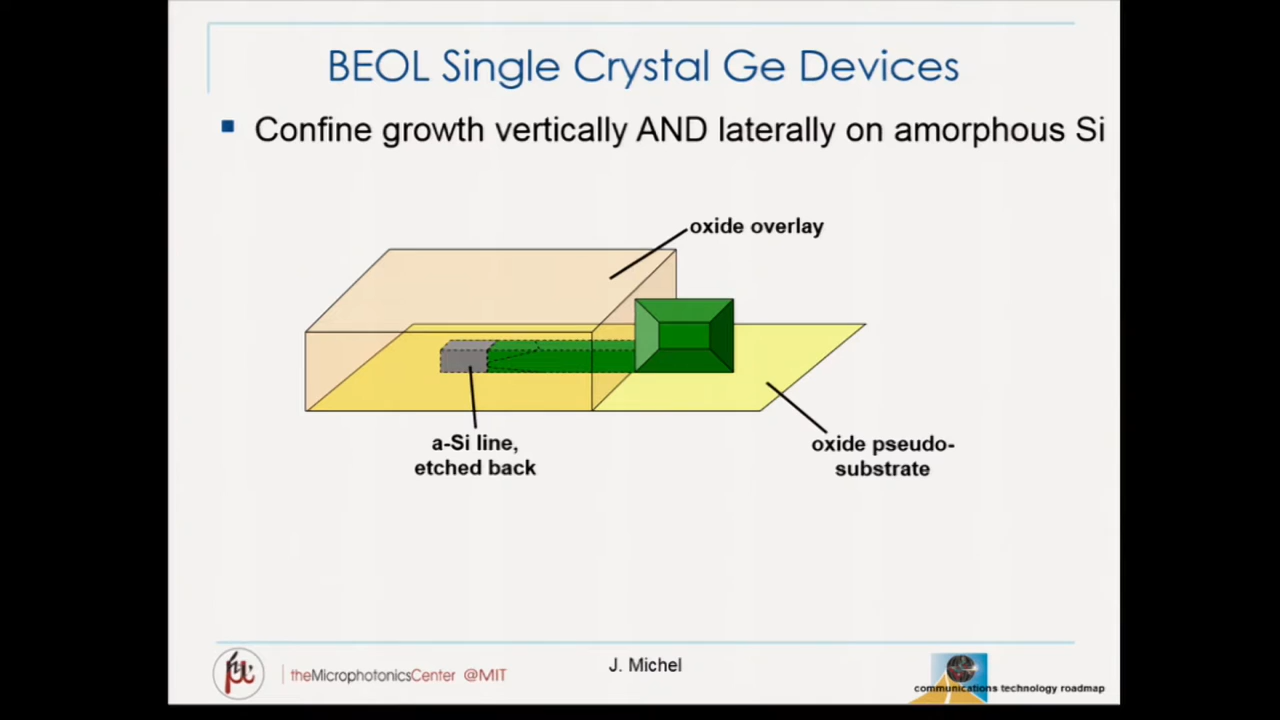 BEOL Single Crystal Ge Devices
Confine growth vertically AND laterally on amorphous Si
oxide overlay
a-Si line,
etched back
oxide pseudo-
substrate
μ
theMicrophotonicsCenter @MIT
J. Michel
communications technology roadmap